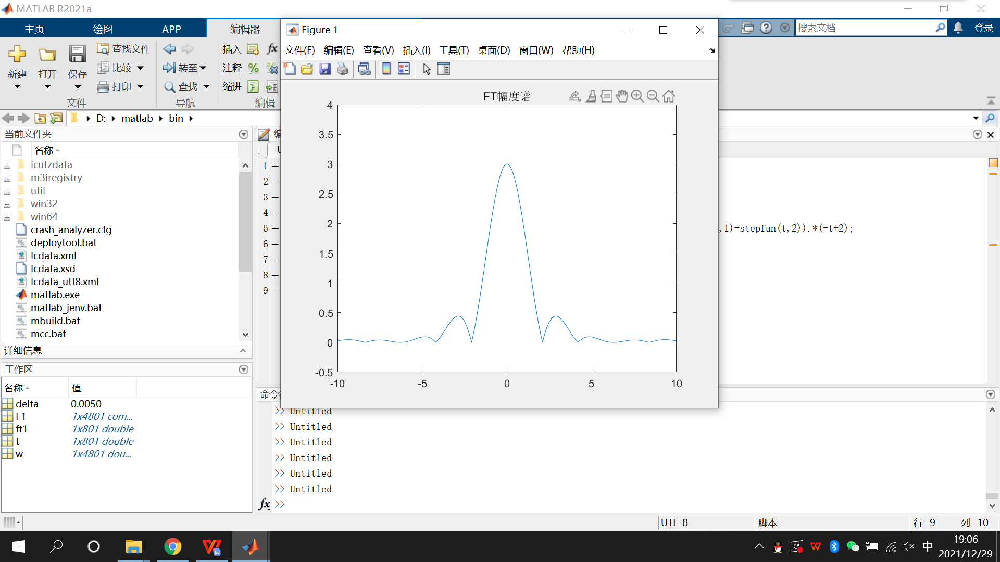 MATLAB R2021a
主页
绘图
APP
编辑器
搜索文档
登录
新建
打开
保存
查找文件
比较
打印
文件
转至
查找
导航
插入
注释
缩进
编辑
fx
D:
matlab
bin
当前文件夹
名称
icutzdata
m3iregistry
util
win32
win64
crash_analyzer.cfg
deploytool.bat
lcdata.xml
lcdata.xsd
lcdata_utf8.xml
matlab.exe
matlab_jenv.bat
mbuild.bat
mcc.bat
详细信息
工作区
名称 值
delta 0.0050
F1 1x4801 com...
ft1 1x801 double
t 1x801 double
w 1x4801 dou...
Figure 1
文件(F) 编辑(E) 查看(V) 插入(I) 工具(T) 桌面(D) 窗口(W) 帮助(H)
FT幅度谱
4
3.5
3
2.5
2
1.5
1
0.5
0
-0.5
-10 -5 0 5 10
1
2
3
4
5
6
7
8
9
,1)-stepfun(t,2)).*(-t+2);
>> Untitled
>> Untitled
>> Untitled
>> Untitled
>> Untitled
>> Untitled
fx >>
UTF-8
脚本
行 9 列 10
中
19:06
2021/12/29